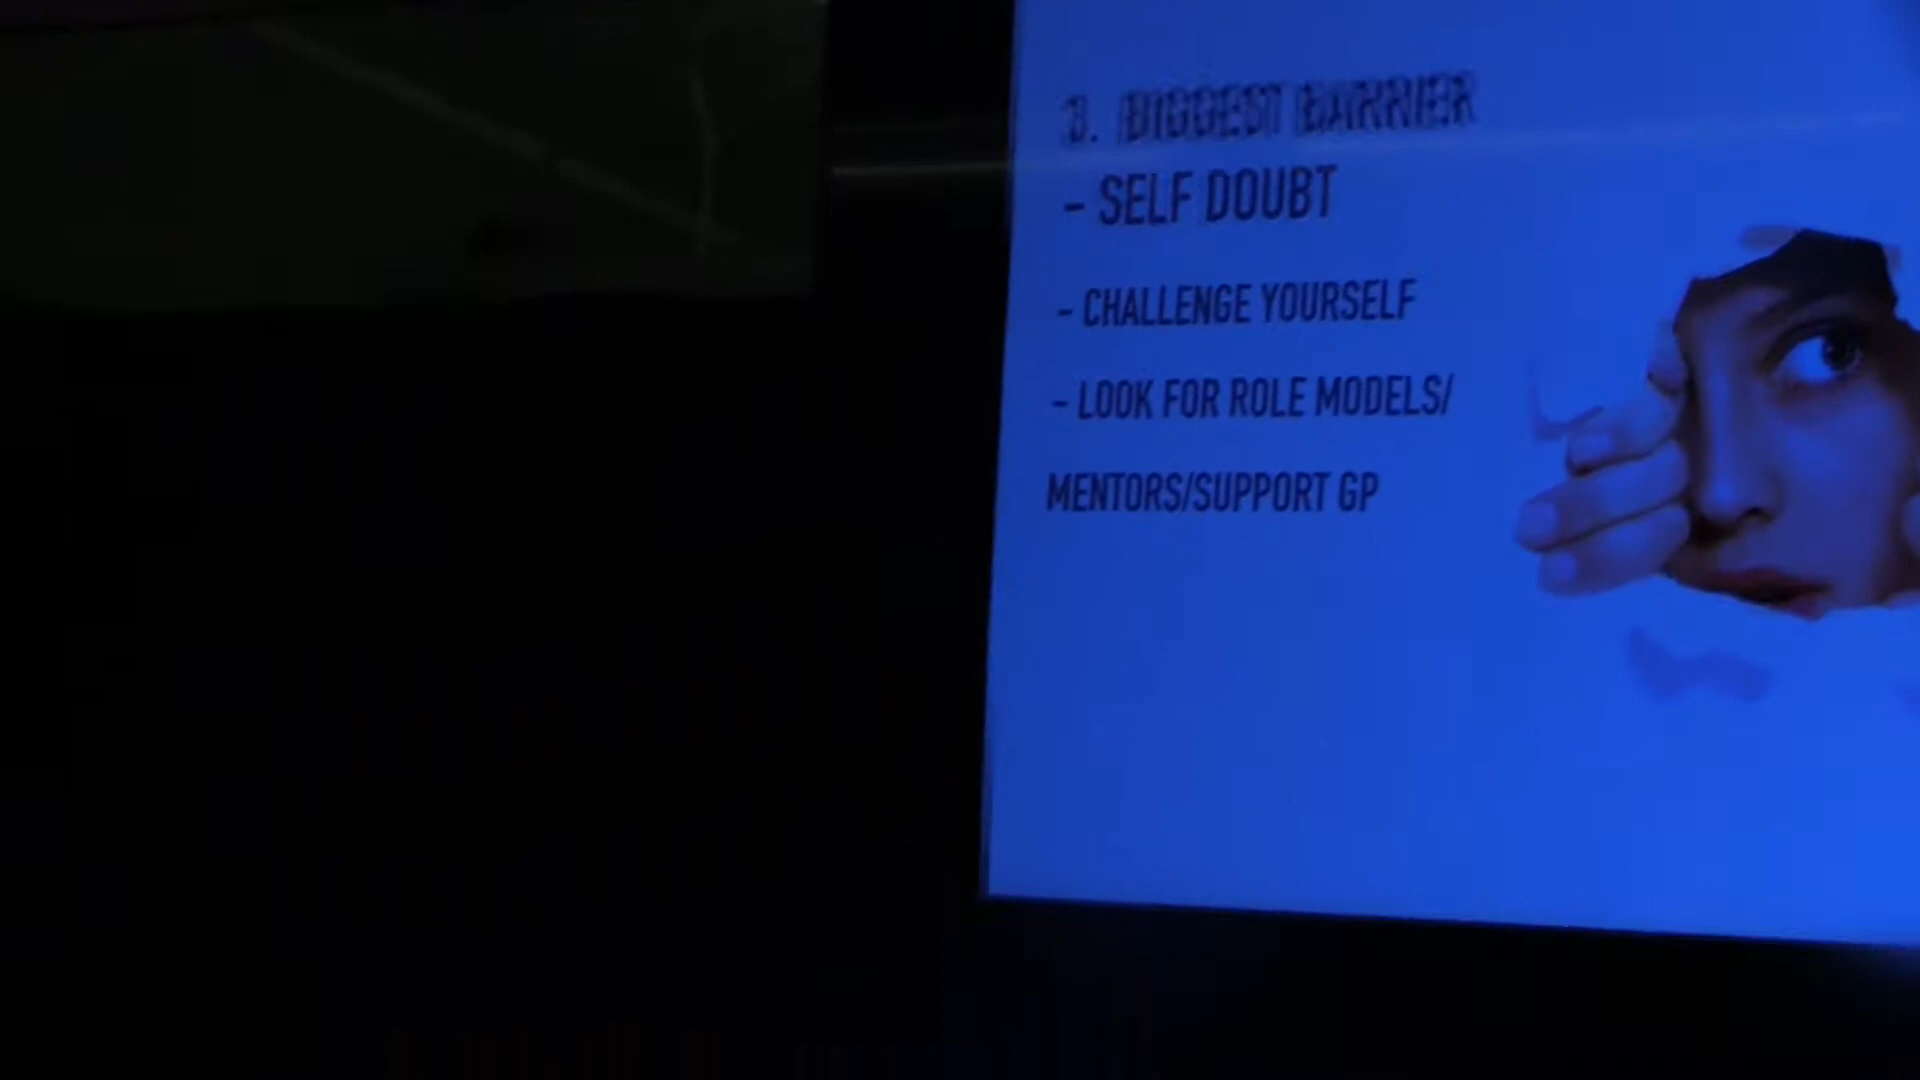 3. BIGGEST BARRIER
- SELF DOUBT
- CHALLENGE YOURSELF
- LOOK FOR ROLE MODELS/
MENTORS/SUPPORT GP